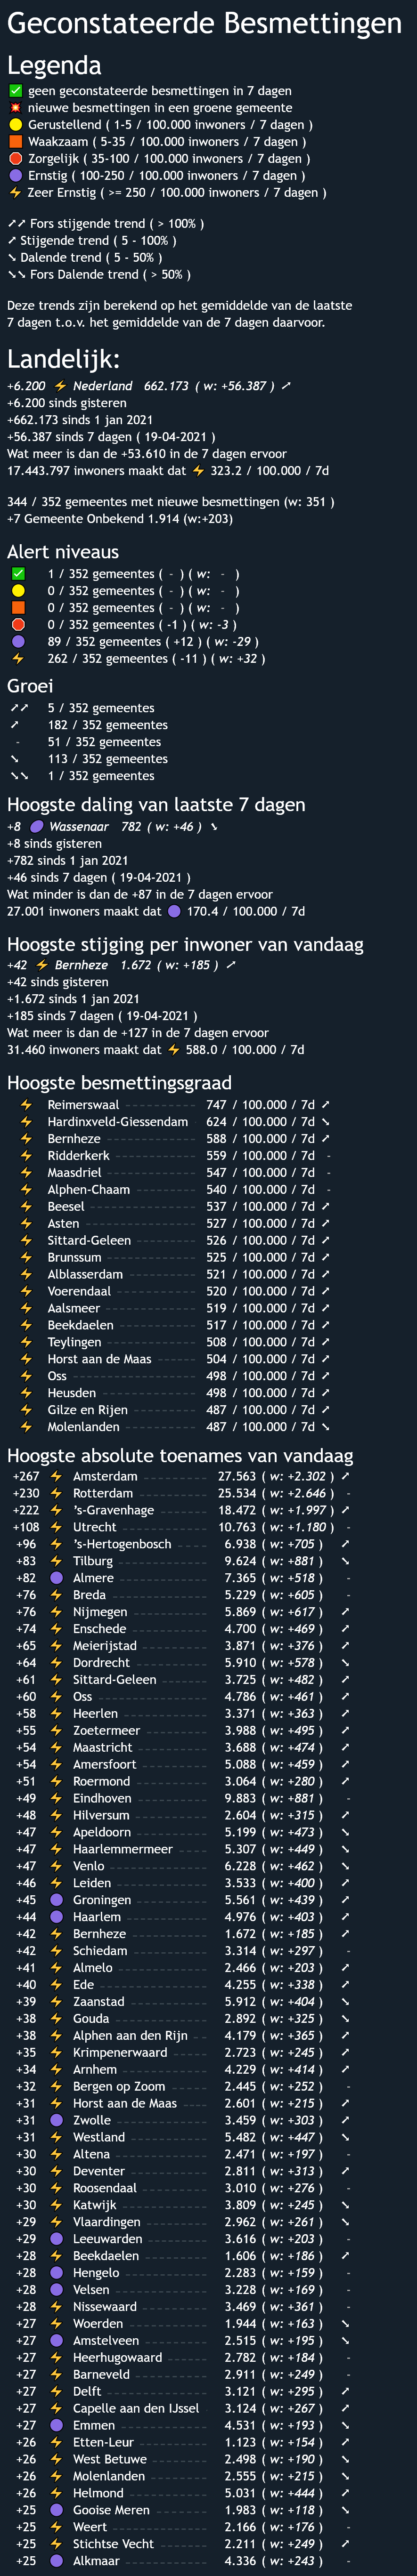 Geconstateerde Besmettingen
Legenda
✅ geen geconstateerde besmettingen in 7 dagen
💥 nieuwe besmettingen in een groene gemeente
🟡 Gerustellend ( 1-5 / 100.000 inwoners / 7 dagen )
🟧 Waakzaam ( 5-35 / 100.000 inwoners / 7 dagen )
🔴 Zorgelijk ( 35-100 / 100.000 inwoners / 7 dagen )
🟣 Ernstig ( 100-250 / 100.000 inwoners / 7 dagen )
⚡ Zeer Ernstig ( >= 250 / 100.000 inwoners / 7 dagen )
↗↗ Fors stijgende trend ( > 100% )
↗ Stijgende trend ( 5 - 100% )
↘ Dalende trend ( 5 - 50% )
↘↘ Fors Dalende trend ( > 50% )
Deze trends zijn berekend op het gemiddelde van de laatste
7 dagen t.o.v. het gemiddelde van de 7 dagen daarvoor.
Landelijk:
+6.200 ⚡ Nederland 662.173 ( w: +56.387 ) ↗
+6.200 sinds gisteren
+662.173 sinds 1 jan 2021
+56.387 sinds 7 dagen ( 19-04-2021 )
Wat meer is dan de +53.610 in de 7 dagen ervoor
17.443.797 inwoners maakt dat ⚡ 323.2 / 100.000 / 7d
344 / 352 gemeentes met nieuwe besmettingen (w: 351 )
+7 Gemeente Onbekend 1.914 (w:+203)
Alert niveaus
✅ 1 / 352 gemeentes ( - ) ( w: - )
🟡 0 / 352 gemeentes ( - ) ( w: - )
🟧 0 / 352 gemeentes ( - ) ( w: - )
🔴 0 / 352 gemeentes ( -1 ) ( w: -3 )
🟣 89 / 352 gemeentes ( +12 ) ( w: -29 )
⚡ 262 / 352 gemeentes ( -11 ) ( w: +32 )
Groei
↗↗ 5 / 352 gemeentes
↗ 182 / 352 gemeentes
- 51 / 352 gemeentes
↘ 113 / 352 gemeentes
↘↘ 1 / 352 gemeentes
Hoogste daling van laatste 7 dagen
+8 🟣 Wassenaar 782 ( w: +46 ) ↘
+8 sinds gisteren
+782 sinds 1 jan 2021
+46 sinds 7 dagen ( 19-04-2021 )
Wat minder is dan de +87 in de 7 dagen ervoor
27.001 inwoners maakt dat 🟣 170.4 / 100.000 / 7d
Hoogste stijging per inwoner van vandaag
+42 ⚡ Bernheze 1.672 ( w: +185 ) ↗
+42 sinds gisteren
+1.672 sinds 1 jan 2021
+185 sinds 7 dagen ( 19-04-2021 )
Wat meer is dan de +127 in de 7 dagen ervoor
31.460 inwoners maakt dat ⚡ 588.0 / 100.000 / 7d
Hoogste besmettingsgraad
⚡ Reimerswaal 747 / 100.000 / 7d ↗
⚡ Hardinxveld-Giessendam 624 / 100.000 / 7d ↘
⚡ Bernheze 588 / 100.000 / 7d ↗
⚡ Ridderkerk 559 / 100.000 / 7d -
⚡ Maasdriel 547 / 100.000 / 7d -
⚡ Alphen-Chaam 540 / 100.000 / 7d -
⚡ Beesel 537 / 100.000 / 7d ↗
⚡ Asten 527 / 100.000 / 7d ↗
⚡ Sittard-Geleen 526 / 100.000 / 7d ↗
⚡ Brunssum 525 / 100.000 / 7d ↗
⚡ Alblasserdam 521 / 100.000 / 7d ↗
⚡ Voerendaal 520 / 100.000 / 7d ↗
⚡ Aalsmeer 519 / 100.000 / 7d ↗
⚡ Beekdaelen 517 / 100.000 / 7d ↗
⚡ Teylingen 508 / 100.000 / 7d ↗
⚡ Horst aan de Maas 504 / 100.000 / 7d ↗
⚡ Oss 498 / 100.000 / 7d ↗
⚡ Heusden 498 / 100.000 / 7d ↗
⚡ Gilze en Rijen 487 / 100.000 / 7d ↗
⚡ Molenlanden 487 / 100.000 / 7d ↘
Hoogste absolute toenames van vandaag
+267 ⚡ Amsterdam 27.563 ( w: +2.302 ) ↗
+230 ⚡ Rotterdam 25.534 ( w: +2.646 ) -
+222 ⚡ 's-Gravenhage 18.472 ( w: +1.997 ) ↗
+108 ⚡ Utrecht 10.763 ( w: +1.180 ) -
+96 ⚡ 's-Hertogenbosch 6.938 ( w: +705 ) ↗
+83 ⚡ Tilburg 9.624 ( w: +881 ) ↘
+82 🟣 Almere 7.365 ( w: +518 ) -
+76 ⚡ Breda 5.229 ( w: +605 ) -
+76 ⚡ Nijmegen 5.869 ( w: +617 ) ↗
+74 ⚡ Enschede 4.700 ( w: +469 ) ↗
+65 ⚡ Meierijstad 3.871 ( w: +376 ) ↗
+64 ⚡ Dordrecht 5.910 ( w: +578 ) ↘
+61 ⚡ Sittard-Geleen 3.725 ( w: +482 ) ↗
+60 ⚡ Oss 4.786 ( w: +461 ) ↗
+58 ⚡ Heerlen 3.371 ( w: +363 ) ↗
+55 ⚡ Zoetermeer 3.988 ( w: +495 ) ↗
+54 ⚡ Maastricht 3.688 ( w: +474 ) ↗
+54 ⚡ Amersfoort 5.088 ( w: +459 ) ↗
+51 ⚡ Roermond 3.064 ( w: +280 ) ↗
+49 ⚡ Eindhoven 9.883 ( w: +881 ) -
+48 ⚡ Hilversum 2.604 ( w: +315 ) ↗
+47 ⚡ Apeldoorn 5.199 ( w: +473 ) ↘
+47 ⚡ Haarlemmermeer 5.307 ( w: +449 ) ↘
+47 ⚡ Venlo 6.228 ( w: +462 ) ↘
+46 ⚡ Leiden 3.533 ( w: +400 ) ↗
+45 🟣 Groningen 5.561 ( w: +439 ) ↗
+44 🟣 Haarlem 4.976 ( w: +403 ) ↗
+42 ⚡ Bernheze 1.672 ( w: +185 ) ↗
+42 ⚡ Schiedam 3.314 ( w: +297 ) -
+41 ⚡ Almelo 2.466 ( w: +203 ) ↗
+40 ⚡ Ede 4.255 ( w: +338 ) ↗
+39 ⚡ Zaanstad 5.912 ( w: +404 ) ↘
+38 ⚡ Gouda 2.892 ( w: +325 ) ↘
+38 ⚡ Alphen aan den Rijn 4.179 ( w: +365 ) ↗
+35 ⚡ Krimpenerwaard 2.723 ( w: +245 ) ↗
+34 ⚡ Arnhem 4.229 ( w: +414 ) ↗
+32 ⚡ Bergen op Zoom 2.445 ( w: +252 ) -
+31 ⚡ Horst aan de Maas 2.601 ( w: +215 ) ↗
+31 🟣 Zwolle 3.459 ( w: +303 ) ↗
+31 ⚡ Westland 5.482 ( w: +447 ) ↘
+30 ⚡ Altena 2.471 ( w: +197 ) -
+30 ⚡ Deventer 2.811 ( w: +313 ) ↗
+30 ⚡ Roosendaal 3.010 ( w: +276 ) -
+30 ⚡ Katwijk 3.809 ( w: +245 ) ↘
+29 ⚡ Vlaardingen 2.962 ( w: +261 ) ↘
+29 🟣 Leeuwarden 3.616 ( w: +203 ) -
+28 ⚡ Beekdaelen 1.606 ( w: +186 ) ↗
+28 🟣 Hengelo 2.283 ( w: +159 ) -
+28 🟣 Velsen 3.228 ( w: +169 ) -
+28 ⚡ Nissewaard 3.469 ( w: +361 ) -
+27 ⚡ Woerden 1.944 ( w: +163 ) ↘
+27 🟣 Amstelveen 2.515 ( w: +195 ) ↘
+27 ⚡ Heerhugowaard 2.782 ( w: +184 ) -
+27 ⚡ Barneveld 2.911 ( w: +249 ) -
+27 ⚡ Delft 3.121 ( w: +295 ) ↗
+27 ⚡ Capelle aan den IJssel 3.124 ( w: +267 ) ↗
+27 🟣 Emmen 4.531 ( w: +193 ) ↘
+26 ⚡ Etten-Leur 1.123 ( w: +154 ) ↗
+26 ⚡ West Betuwe 2.498 ( w: +190 ) ↘
+26 ⚡ Molenlanden 2.555 ( w: +215 ) ↘
+26 ⚡ Helmond 5.031 ( w: +444 ) ↗
+25 🟣 Gooise Meren 1.983 ( w: +118 ) ↘
+25 ⚡ Weert 2.166 ( w: +176 ) -
+25 ⚡ Stichtse Vecht 2.211 ( w: +249 ) ↗
+25 🟣 Alkmaar 4.336 ( w: +243 ) -